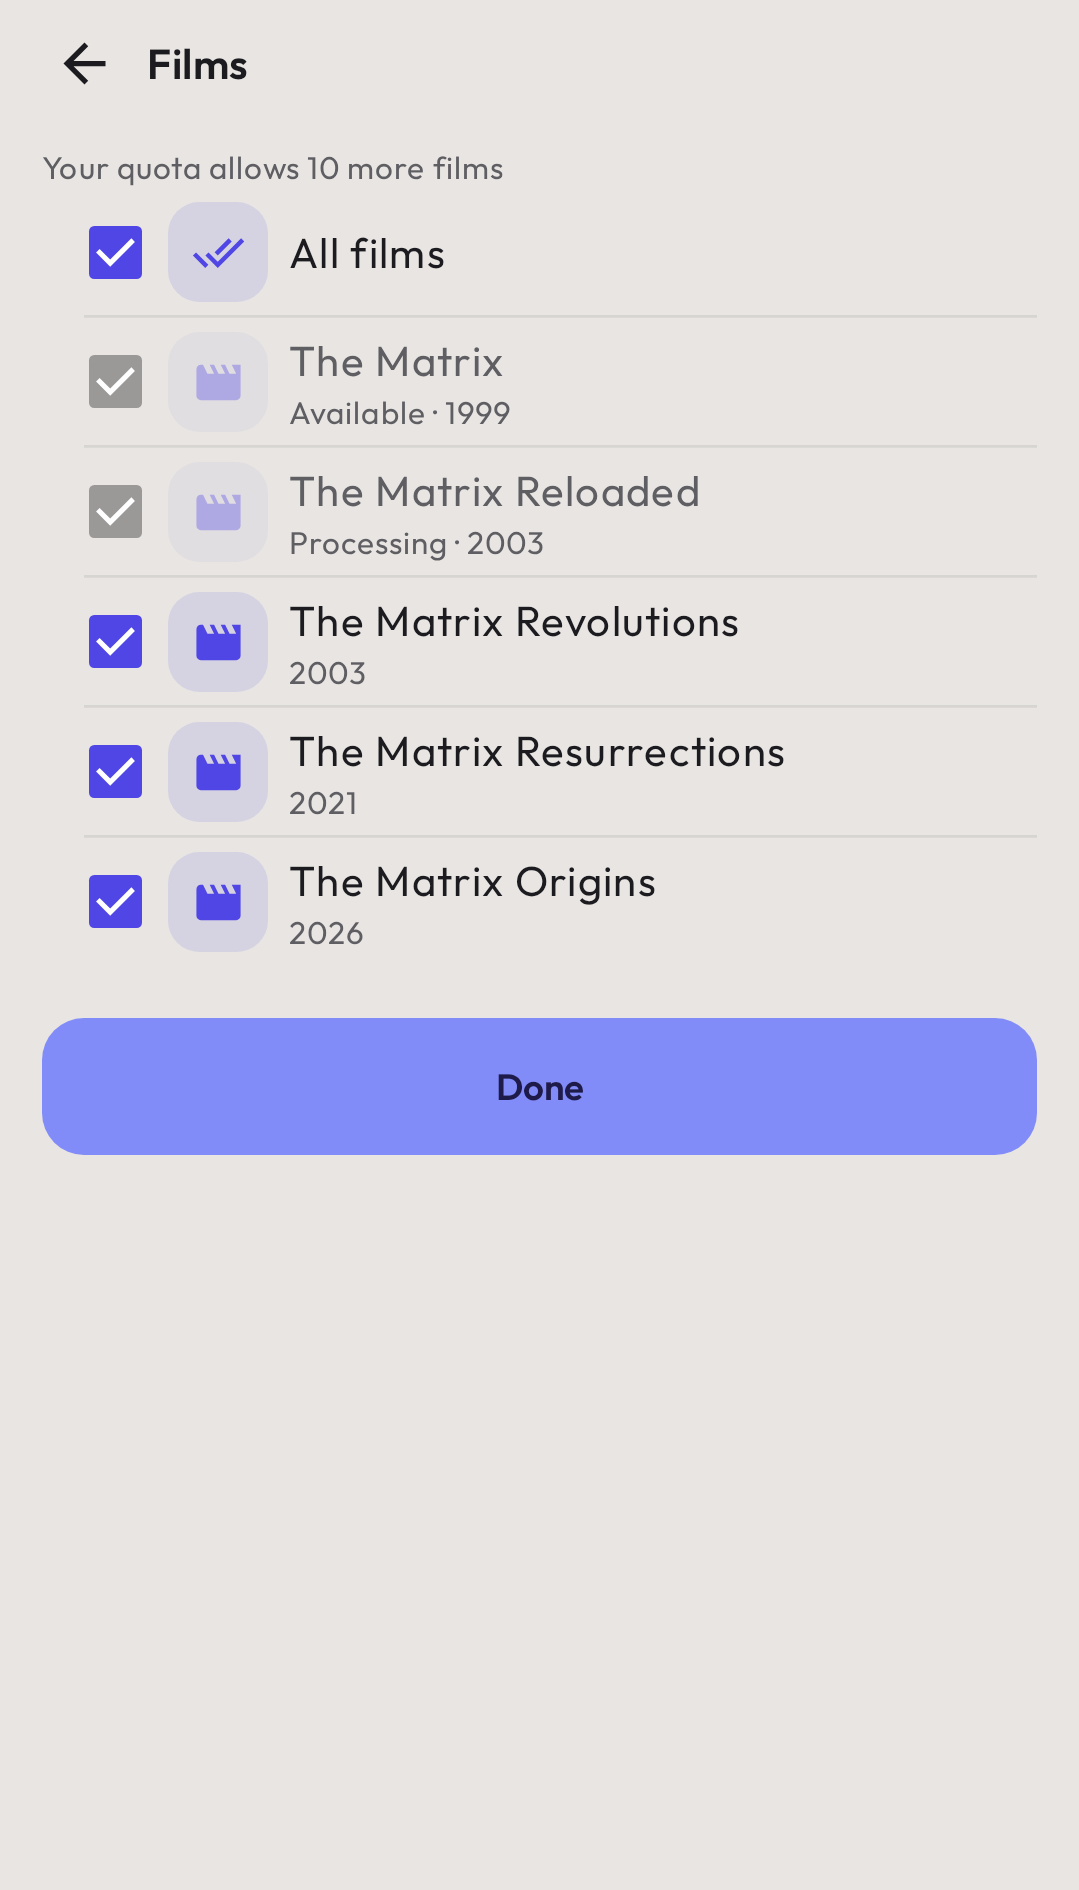 Films
Your quota allows 10 more films
All films
The Matrix
Available · 1999
The Matrix Reloaded
Processing · 2003
The Matrix Revolutions
2003
The Matrix Resurrections
2021
The Matrix Origins
2026
Done